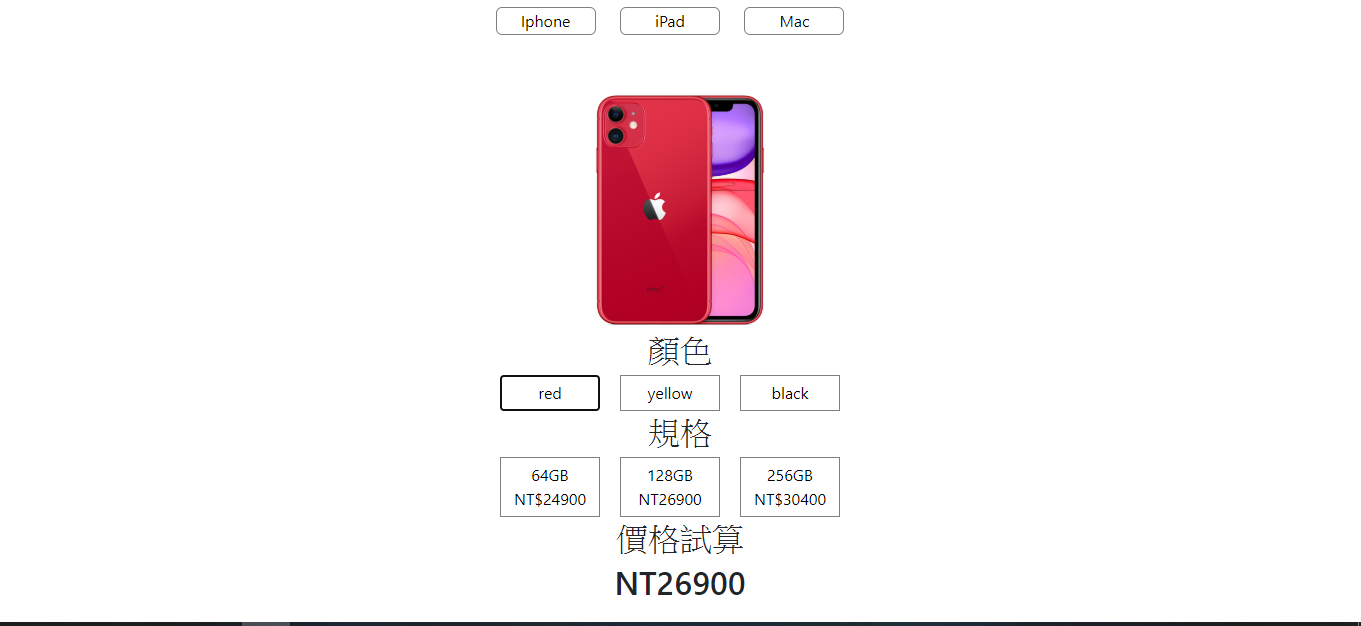 Iphone iPad Mac
顏色
red yellow black
規格
64GB 128GB 256GB
NT$24900 NT26900 NT$30400
價格試算
NT26900